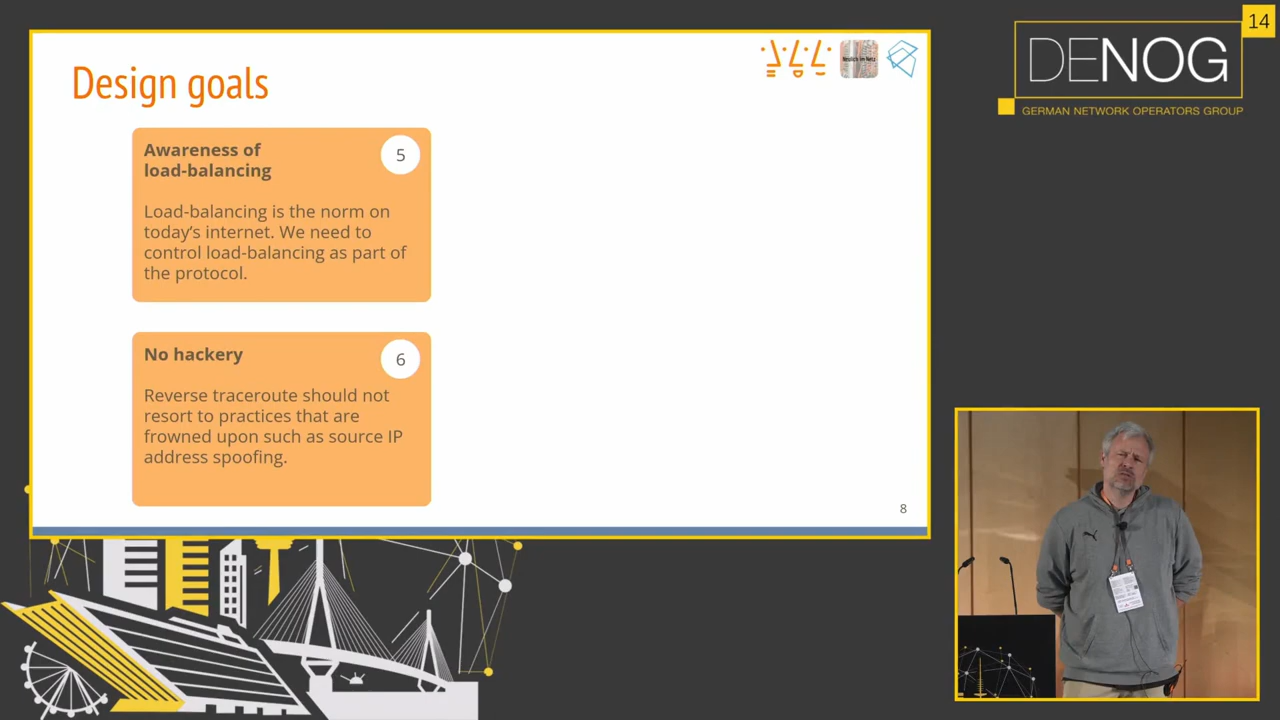 14
DENOG
GERMAN NETWORK OPERATORS GROUP
Design goals
Awareness of
load-balancing
5
Load-balancing is the norm on
today's internet. We need to
control load-balancing as part of
the protocol.
No hackery
6
Reverse traceroute should not
resort to practices that are
frowned upon such as source IP
address spoofing.
8